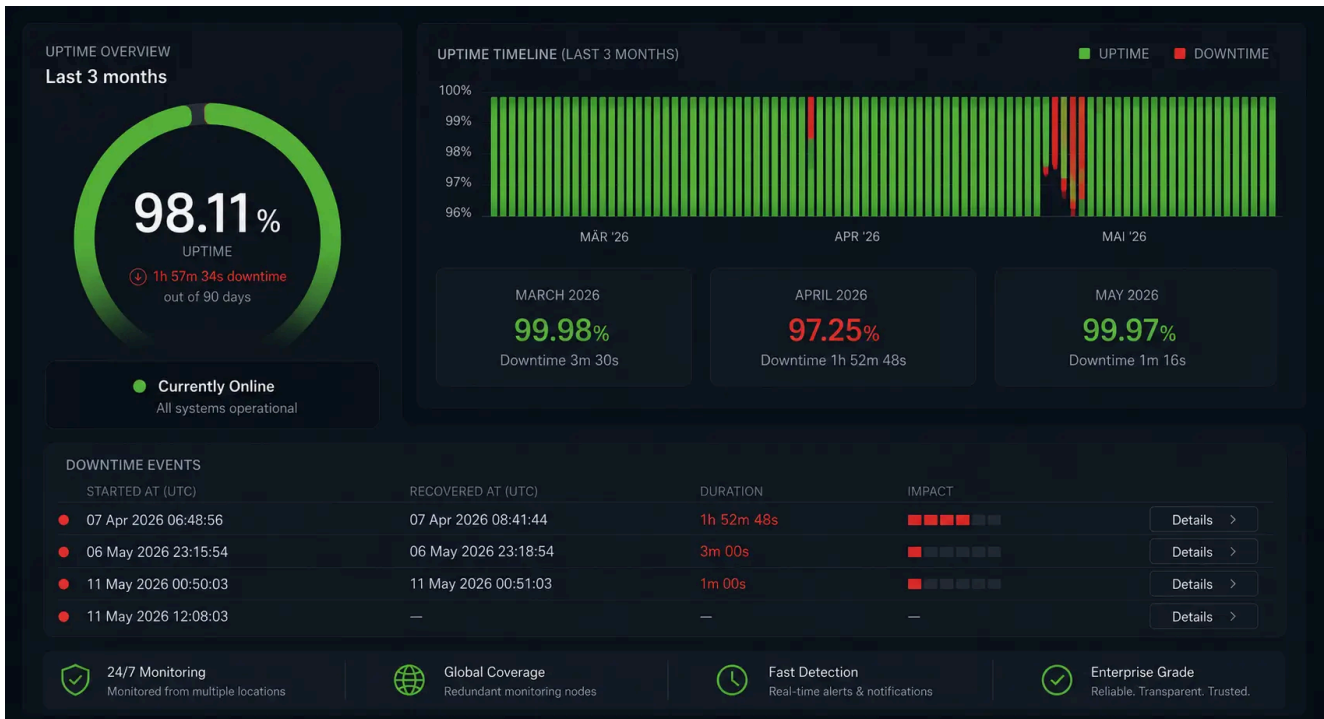 UPTIME OVERVIEW
Last 3 months
98.11%
UPTIME
1h 57m 34s downtime
out of 90 days
Currently Online
All systems operational
UPTIME TIMELINE (LAST 3 MONTHS)
UPTIME
DOWNTIME
100%
99%
98%
97%
96%
MÄR '26
APR '26
MAI '26
MARCH 2026
99.98%
Downtime 3m 30s
APRIL 2026
97.25%
Downtime 1h 52m 48s
MAY 2026
99.97%
Downtime 1m 16s
DOWNTIME EVENTS
STARTED AT (UTC) RECOVERED AT (UTC) DURATION IMPACT
07 Apr 2026 06:48:56 07 Apr 2026 08:41:44 1h 52m 48s Details
06 May 2026 23:15:54 06 May 2026 23:18:54 3m 00s Details
11 May 2026 00:50:03 11 May 2026 00:51:03 1m 00s Details
11 May 2026 12:08:03 — — — Details
24/7 Monitoring
Monitored from multiple locations
Global Coverage
Redundant monitoring nodes
Fast Detection
Real-time alerts & notifications
Enterprise Grade
Reliable. Transparent. Trusted.